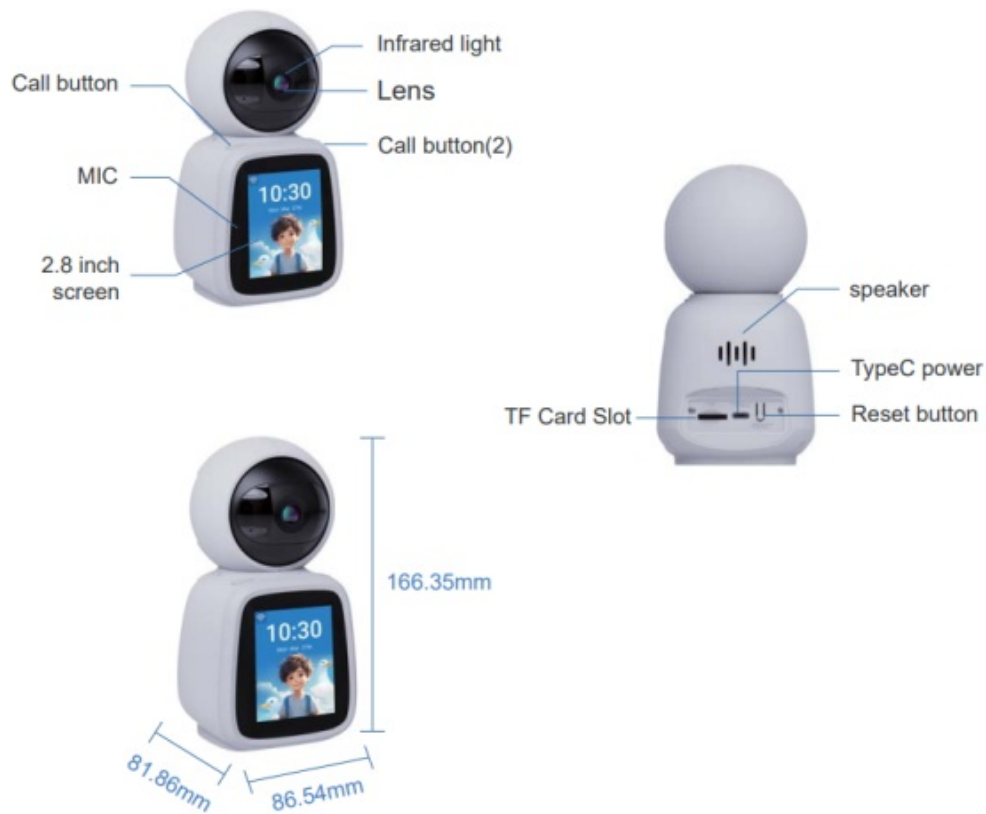 Infrared light
Call button
Lens
Call button(2)
MIC
10:30
2.8 inch
screen
speaker
TypeC power
TF Card Slot
Reset button
166.35mm
10:30
81.86mm
86.54mm